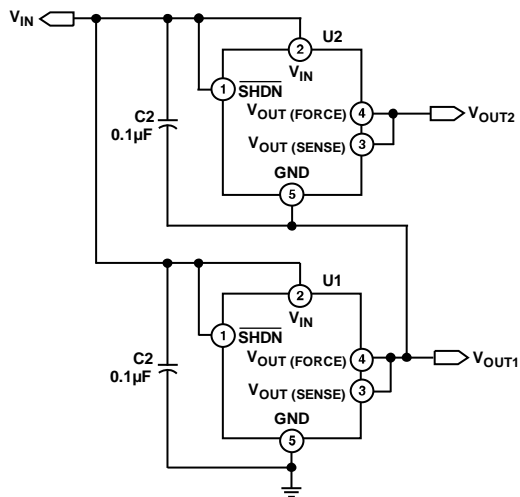 VIN
U2
2
VIN
1
SHDN
C2
0.1µF
VOUT (FORCE)
4
VOUT2
VOUT (SENSE)
3
GND
5
U1
2
VIN
1
SHDN
C2
0.1µF
VOUT (FORCE)
4
VOUT1
VOUT (SENSE)
3
GND
5